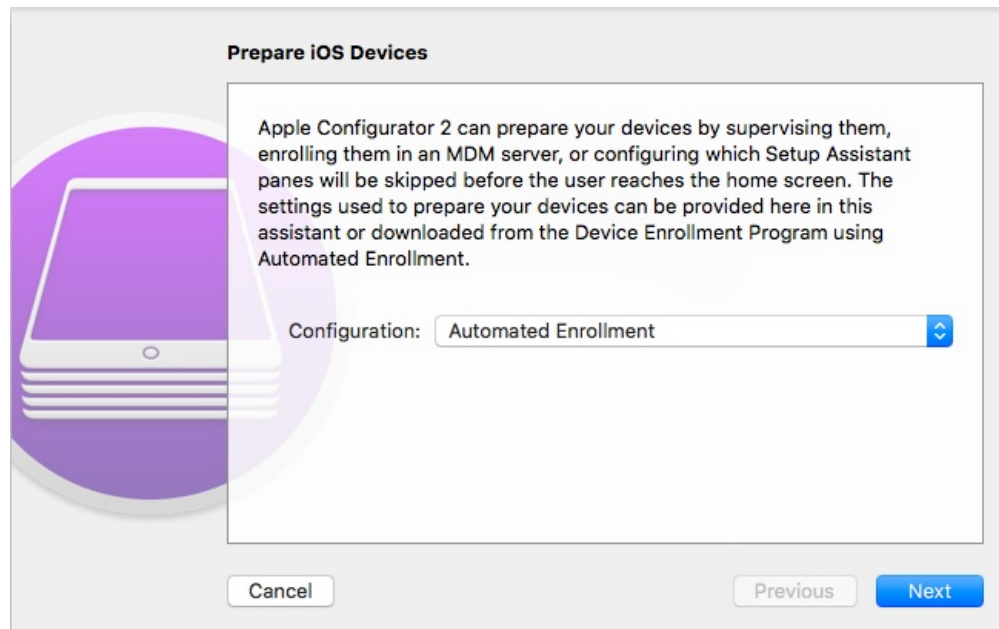 Prepare iOS Devices
Apple Configurator 2 can prepare your devices by supervising them,
enrolling them in an MDM server, or configuring which Setup Assistant
panes will be skipped before the user reaches the home screen. The
settings used to prepare your devices can be provided here in this
assistant or downloaded from the Device Enrollment Program using
Automated Enrollment.
Configuration: Automated Enrollment
Cancel Previous Next